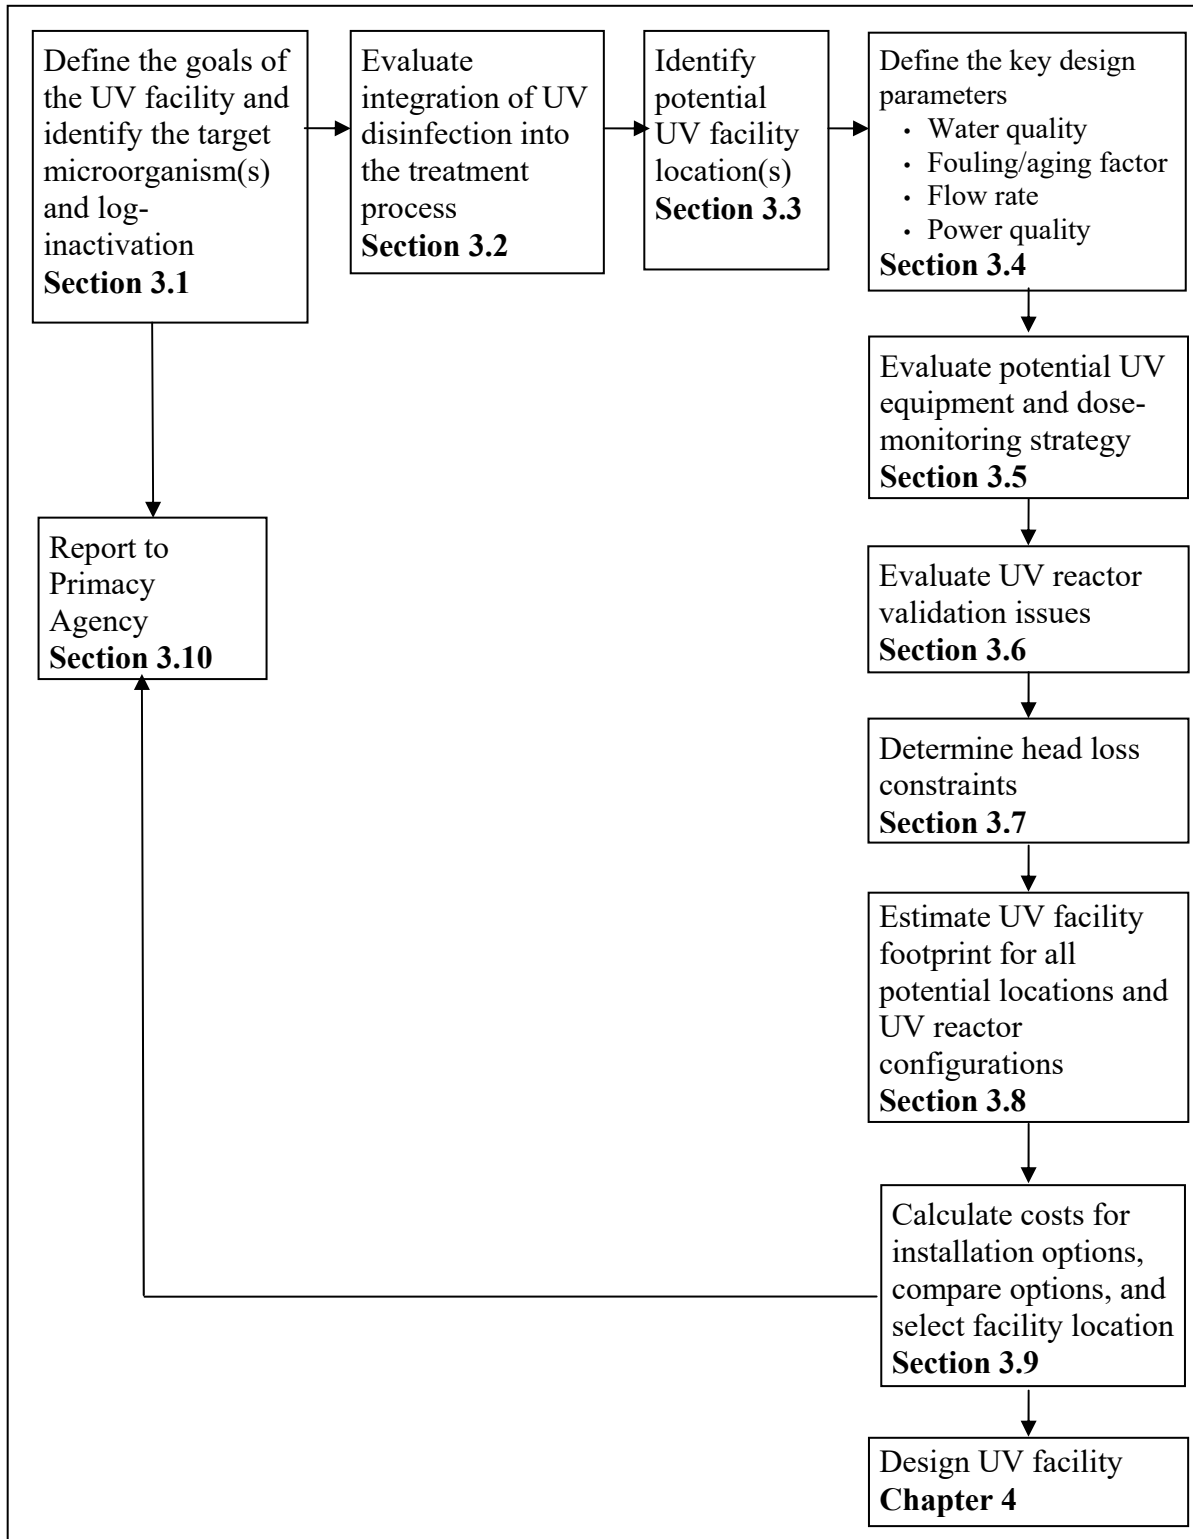 Define the goals of
the UV facility and
identify the target
microorganism(s)
and log-
inactivation
Section 3.1
Evaluate
integration of UV
disinfection into
the treatment
process
Section 3.2
Identify
potential
UV facility
location(s)
Section 3.3
Define the key design
parameters
• Water quality
• Fouling/aging factor
• Flow rate
• Power quality
Section 3.4
Evaluate potential UV
equipment and dose-
monitoring strategy
Section 3.5
Report to
Primacy
Agency
Section 3.10
Evaluate UV reactor
validation issues
Section 3.6
Determine head loss
constraints
Section 3.7
Estimate UV facility
footprint for all
potential locations and
UV reactor
configurations
Section 3.8
Calculate costs for
installation options,
compare options, and
select facility location
Section 3.9
Design UV facility
Chapter 4